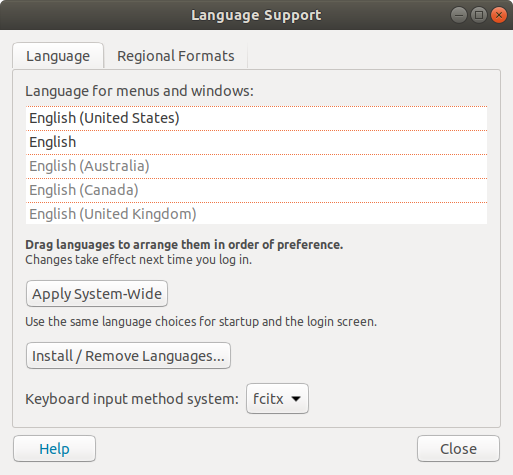 Language Support
Language
Regional Formats
Language for menus and windows:
English (United States)
English
English (Australia)
English (Canada)
English (United Kingdom)
Drag languages to arrange them in order of preference.
Changes take effect next time you log in.
Apply System-Wide
Use the same language choices for startup and the login screen.
Install / Remove Languages...
Keyboard input method system: fcitx
Help
Close